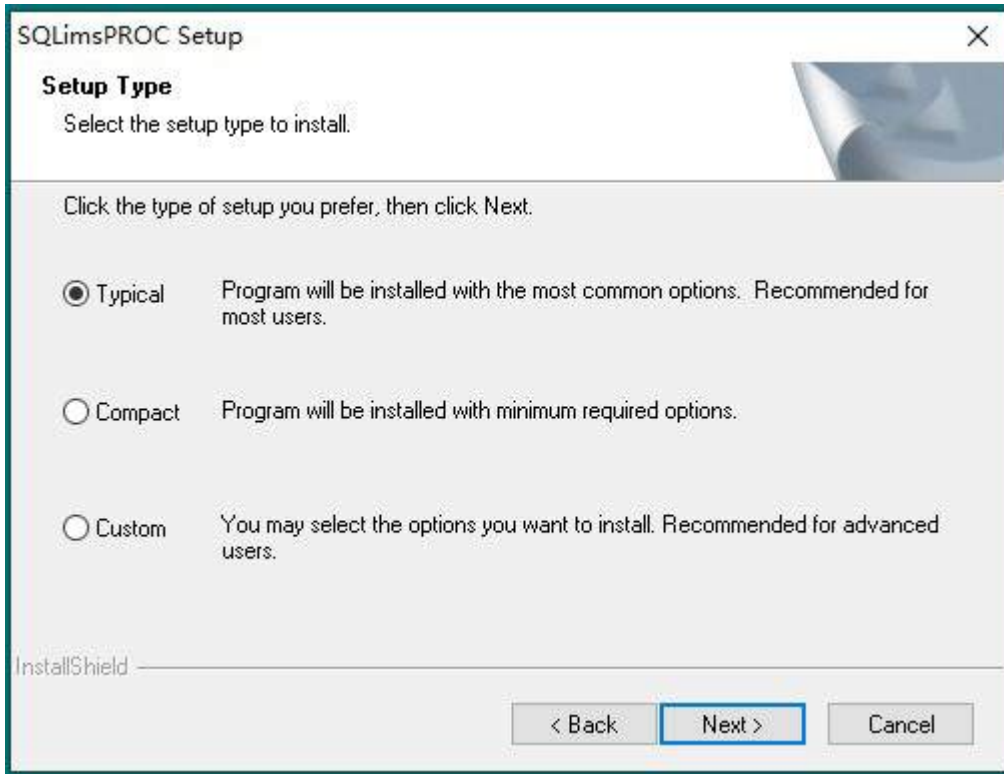 SQLimsPROC Setup
Setup Type
Select the setup type to install.
Click the type of setup you prefer, then click Next.
Typical
Program will be installed with the most common options. Recommended for
most users.
Compact
Program will be installed with minimum required options.
Custom
You may select the options you want to install. Recommended for advanced
users.
InstallShield
< Back
Next >
Cancel